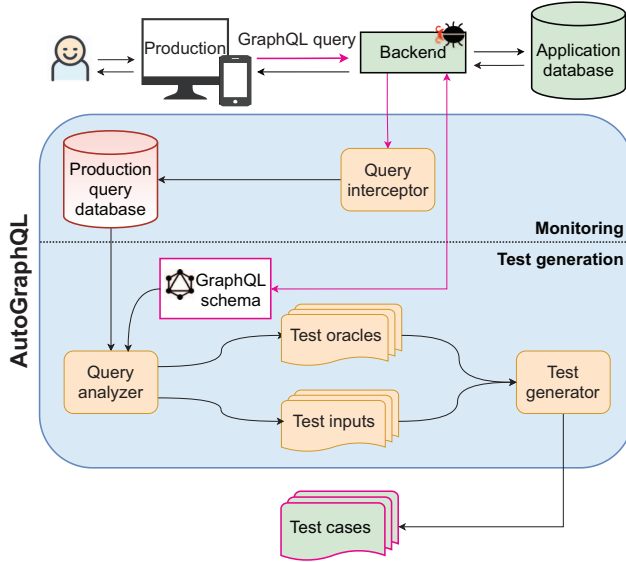 GraphQL query
Production
Backend
Application
database
Production
query
database
Query
interceptor
Monitoring
Test generation
AutoGraphQL
GraphQL
schema
Test oracles
Query
analyzer
Test
generator
Test inputs
Test cases